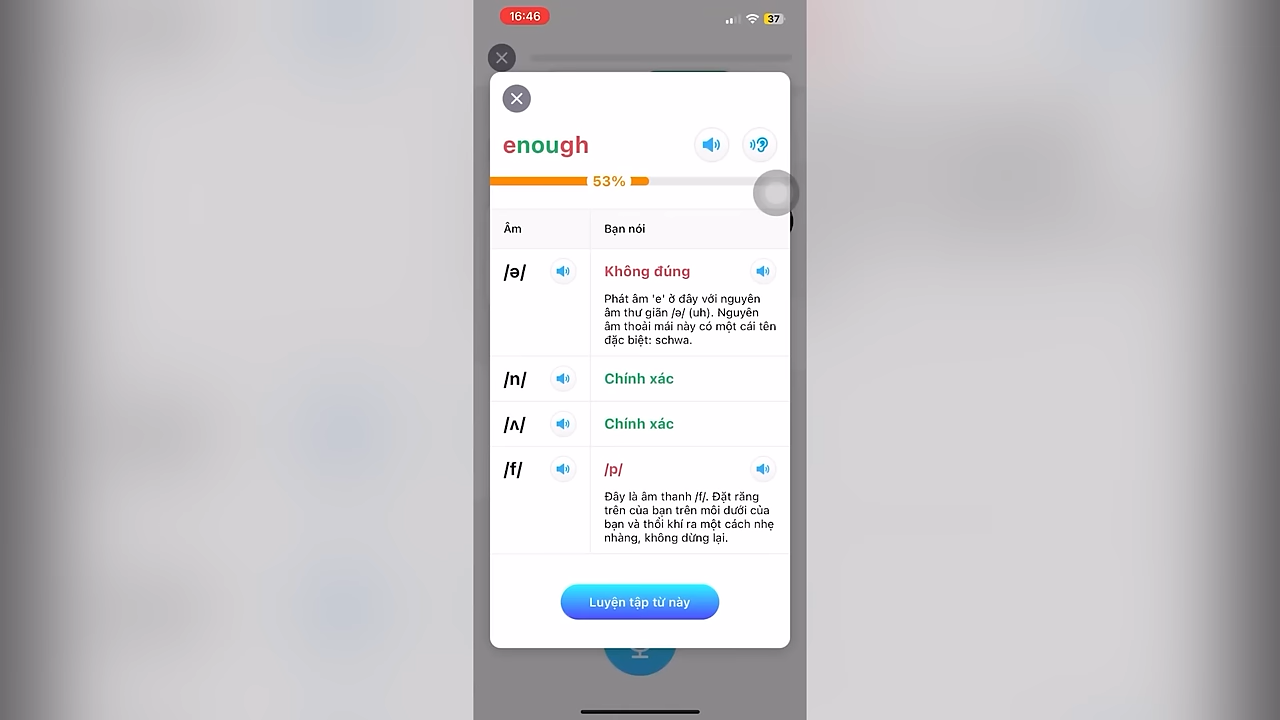 16:46
37
enough
53%
Âm
Bạn nói
/ə/
Không đúng
Phát âm 'e' ở đây với nguyên
âm thư giãn /ə/ (uh). Nguyên
âm thoải mái này có một cái tên
đặc biệt: schwa.
/n/
Chính xác
/ʌ/
Chính xác
/f/
/p/
Đây là âm thanh /f/. Đặt răng
trên của bạn trên môi dưới của
bạn và thổi khí ra một cách nhẹ
nhàng, không dừng lại.
Luyện tập từ này